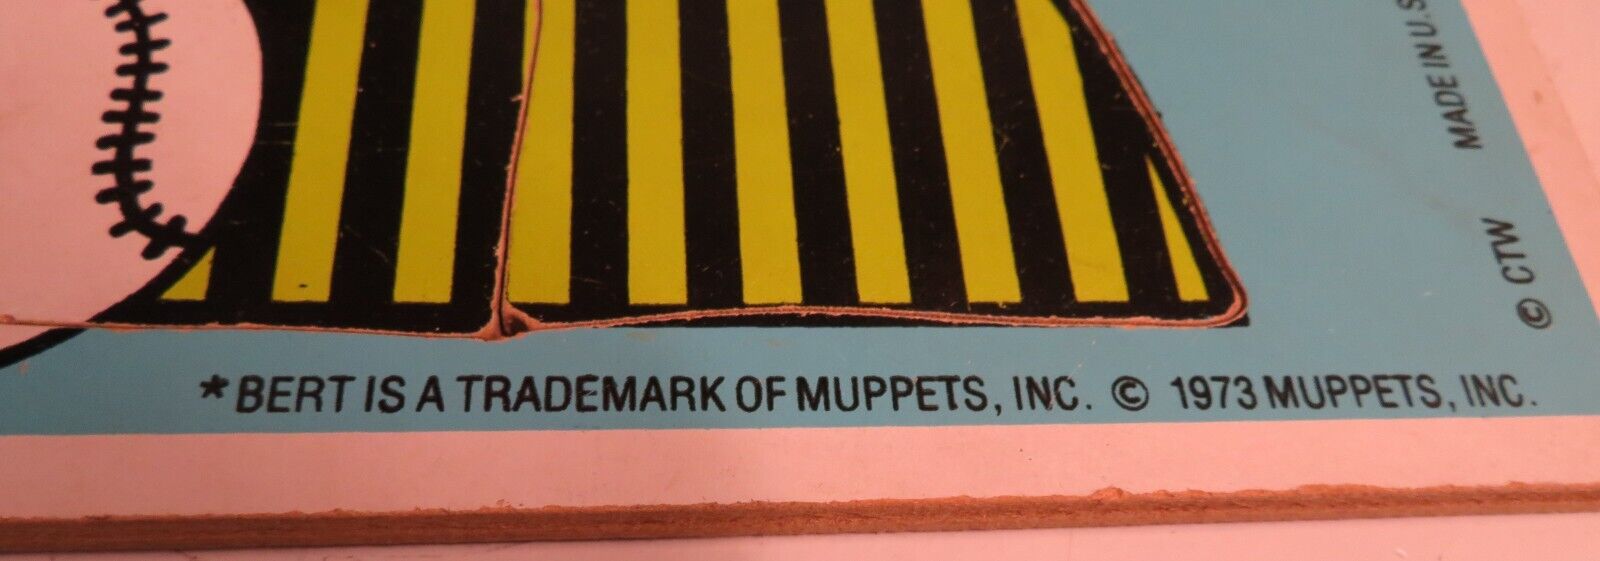 *BERT IS A TRADEMARK OF MUPPETS, INC. © 1973 MUPPETS, INC.
© CTW MADE IN U.S